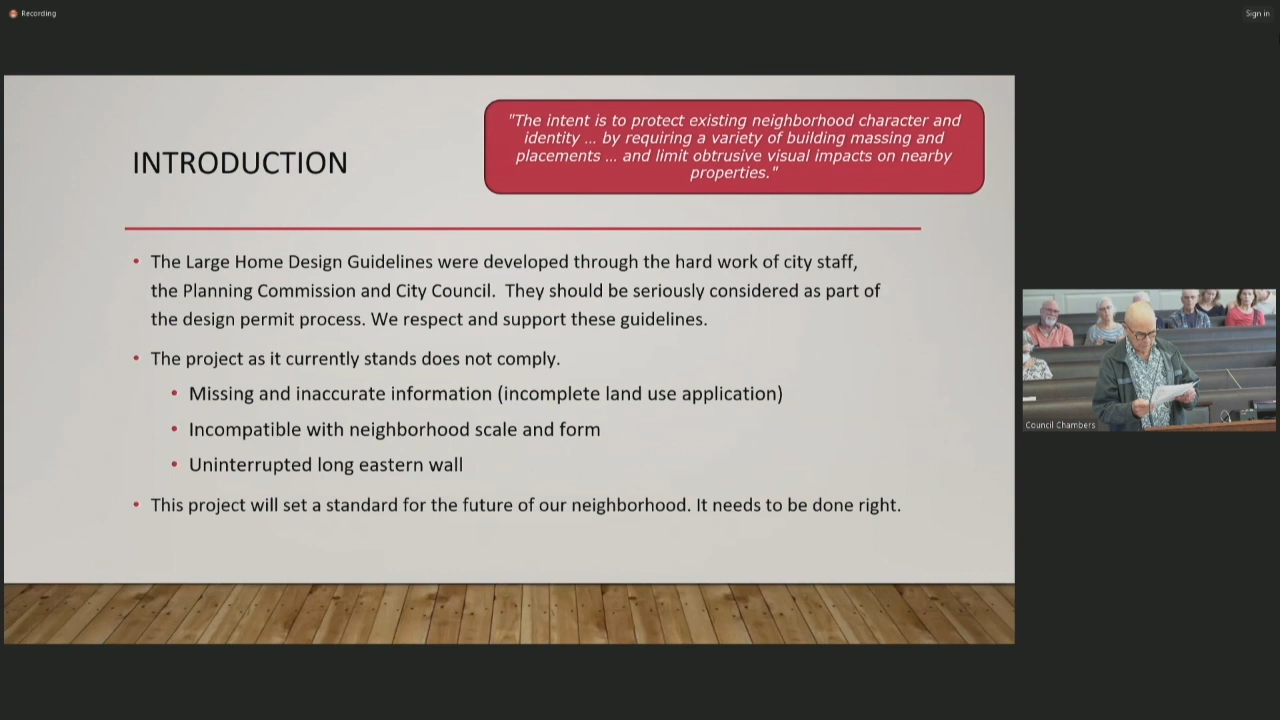 Recording
Sign in
"The intent is to protect existing neighborhood character and
identity ... by requiring a variety of building massing and
placements ... and limit obtrusive visual impacts on nearby
properties."
INTRODUCTION
• The Large Home Design Guidelines were developed through the hard work of city staff,
the Planning Commission and City Council.  They should be seriously considered as part of
the design permit process. We respect and support these guidelines.
• The project as it currently stands does not comply.
• Missing and inaccurate information (incomplete land use application)
• Incompatible with neighborhood scale and form
• Uninterrupted long eastern wall
• This project will set a standard for the future of our neighborhood. It needs to be done right.
Council Chambers